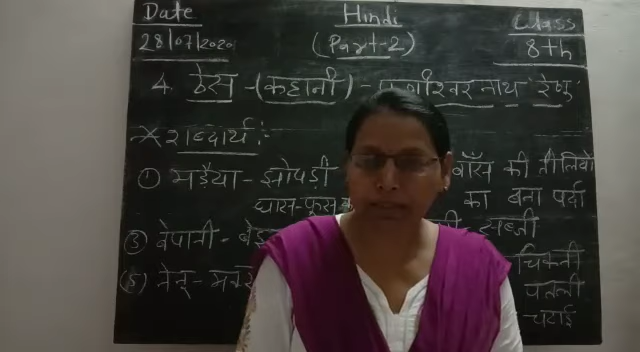 Date Hindi Class
28/07/2020 (Part-2) 8th
4. ठेस - (कहानी) - फणीश्वर नाथ 'रेणु'
* शब्दार्थ :-
① मड़ैया - झोपड़ी बाँस की तीलियों
घास-फूस का बना पर्दा
③ बेपानी - सब्जी
चिकनी
(5) पतली
चटाई